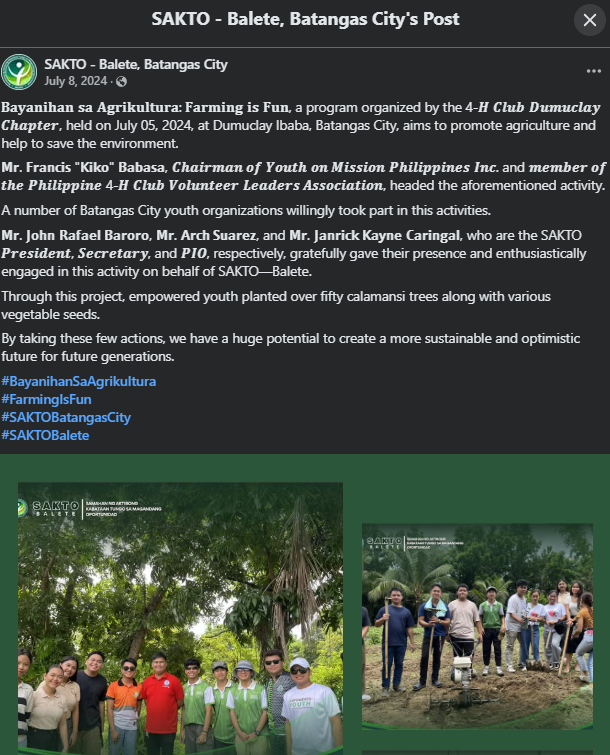 SAKTO - Balete, Batangas City's Post
SAKTO - Balete, Batangas City
July 8, 2024 ·
Bayanihan sa Agrikultura: Farming is Fun, a program organized by the 4-H Club Dumuclay
Chapter, held on July 05, 2024, at Dumuclay Ibaba, Batangas City, aims to promote agriculture and
help to save the environment.
Mr. Francis "Kiko" Babasa, Chairman of Youth on Mission Philippines Inc. and member of
the Philippine 4-H Club Volunteer Leaders Association, headed the aforementioned activity.
A number of Batangas City youth organizations willingly took part in this activities.
Mr. John Rafael Baroro, Mr. Arch Suarez, and Mr. Janrick Kayne Caringal, who are the SAKTO
President, Secretary, and PIO, respectively, gratefully gave their presence and enthusiastically
engaged in this activity on behalf of SAKTO—Balete.
Through this project, empowered youth planted over fifty calamansi trees along with various
vegetable seeds.
By taking these few actions, we have a huge potential to create a more sustainable and optimistic
future for future generations.
#BayanihanSaAgrikultura
#FarmingIsFun
#SAKTOBatangasCity
#SAKTOBalete
SAKTO
BALETE
SAMAHAN NG AKTIBONG
KABATAAN TUNGO SA MAGANDANG
OPORTUNIDAD
SAKTO
BALETE
SAMAHAN NG AKTIBONG
KABATAAN TUNGO SA MAGANDANG
OPORTUNIDAD
YOUTH